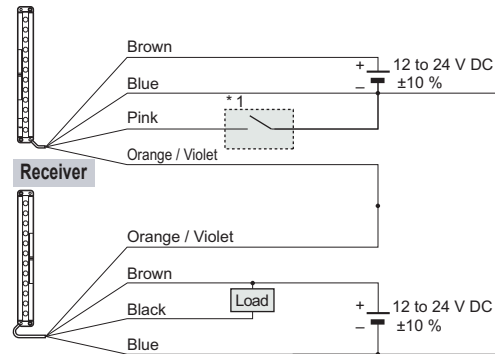 Brown
+ 12 to 24 V DC
Blue
– ±10 %
* 1
Pink
Orange / Violet
Receiver
Orange / Violet
Brown
Load
Black
+ 12 to 24 V DC
– ±10 %
Blue